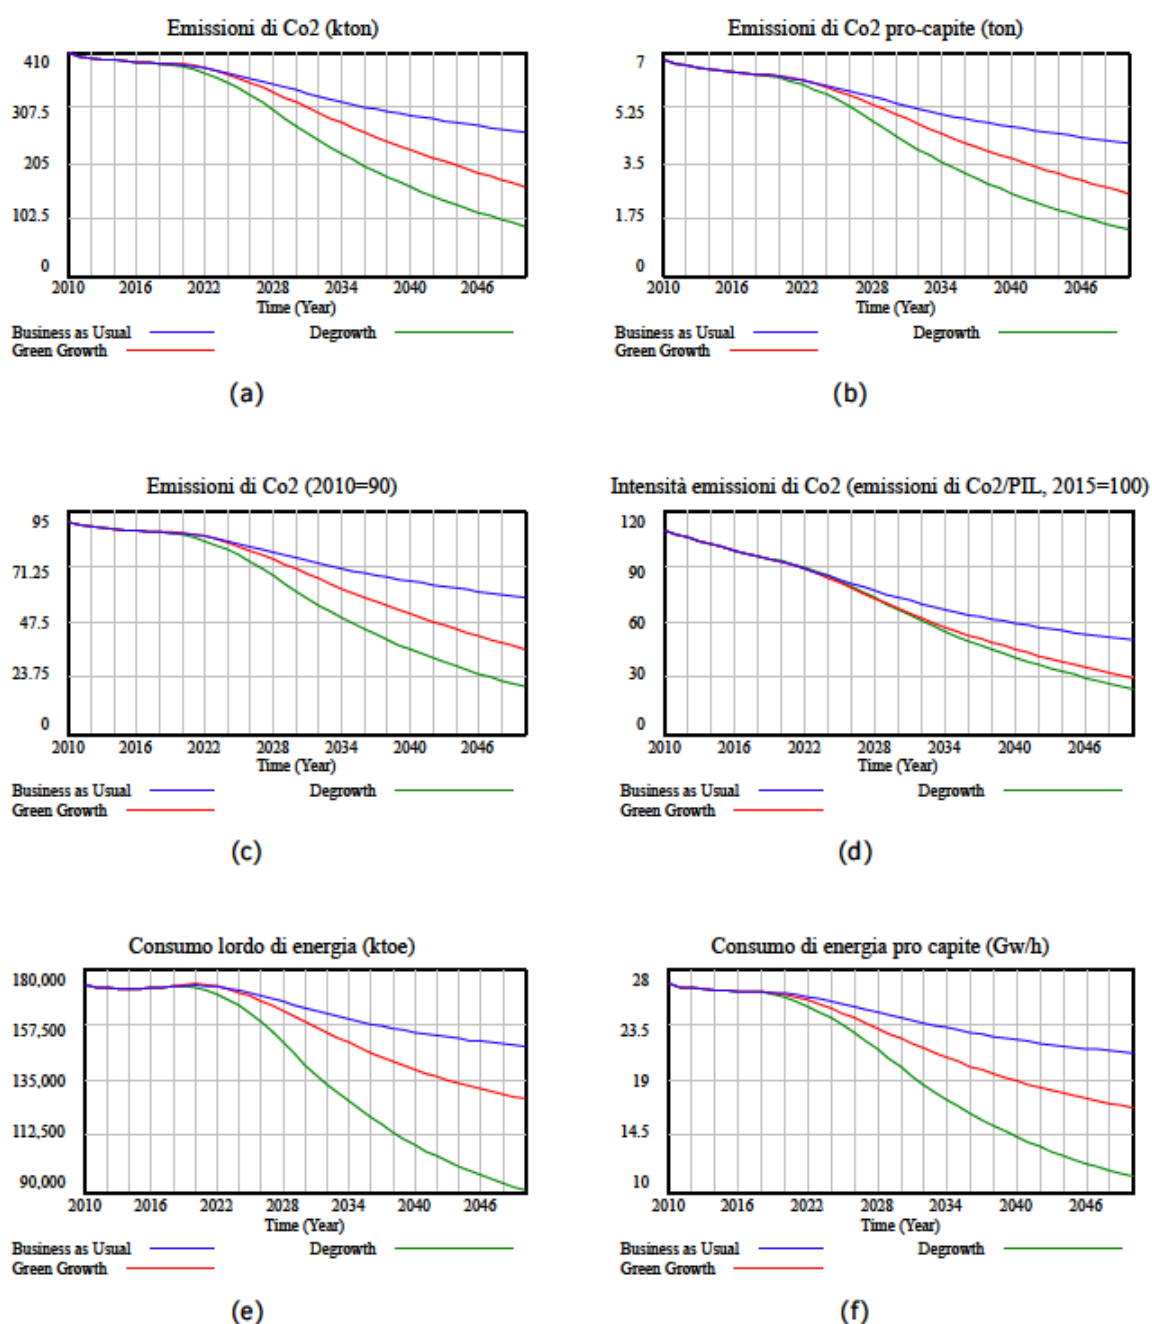 Emissioni di Co2 (kton)
410
307.5
205
102.5
0
2010 2016 2022 2028 2034 2040 2046
Time (Year)
Business as Usual
Degrowth
Green Growth
(a)
Emissioni di Co2 pro-capite (ton)
7
5.25
3.5
1.75
0
2010 2016 2022 2028 2034 2040 2046
Time (Year)
Business as Usual
Degrowth
Green Growth
(b)
Emissioni di Co2 (2010=90)
95
71.25
47.5
23.75
0
2010 2016 2022 2028 2034 2040 2046
Time (Year)
Business as Usual
Degrowth
Green Growth
(c)
Intensità emissioni di Co2 (emissioni di Co2/PIL, 2015=100)
120
90
60
30
0
2010 2016 2022 2028 2034 2040 2046
Time (Year)
Business as Usual
Degrowth
Green Growth
(d)
Consumo lordo di energia (ktoe)
180,000
157,500
135,000
112,500
90,000
2010 2016 2022 2028 2034 2040 2046
Time (Year)
Business as Usual
Degrowth
Green Growth
(e)
Consumo di energia pro capite (Gw/h)
28
23.5
19
14.5
10
2010 2016 2022 2028 2034 2040 2046
Time (Year)
Business as Usual
Degrowth
Green Growth
(f)